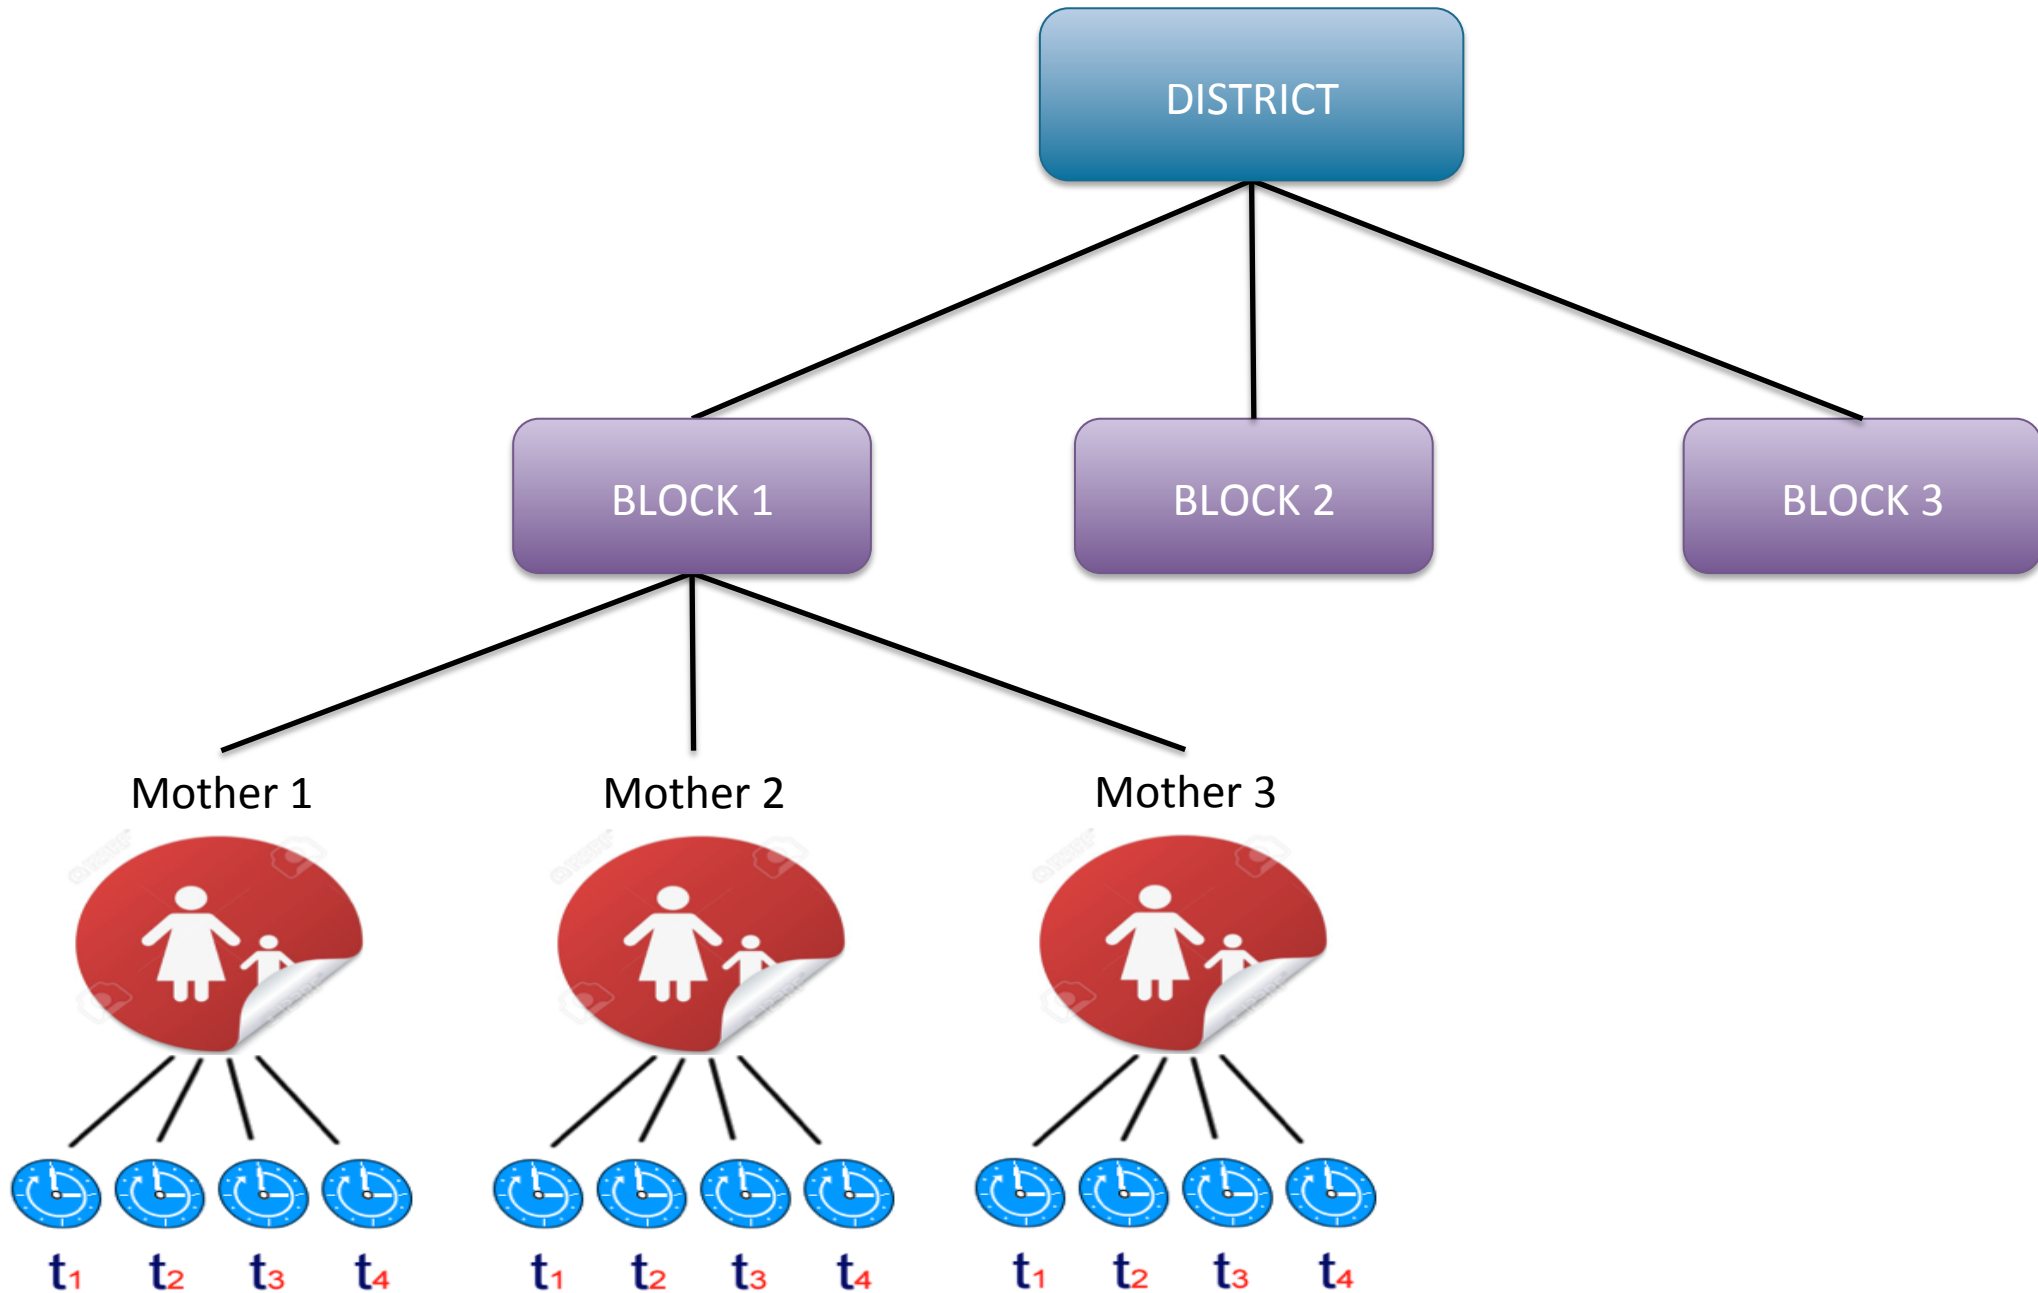 DISTRICT
BLOCK 1 BLOCK 2 BLOCK 3
Mother 1 Mother 2 Mother 3
t1 t2 t3 t4 t1 t2 t3 t4 t1 t2 t3 t4